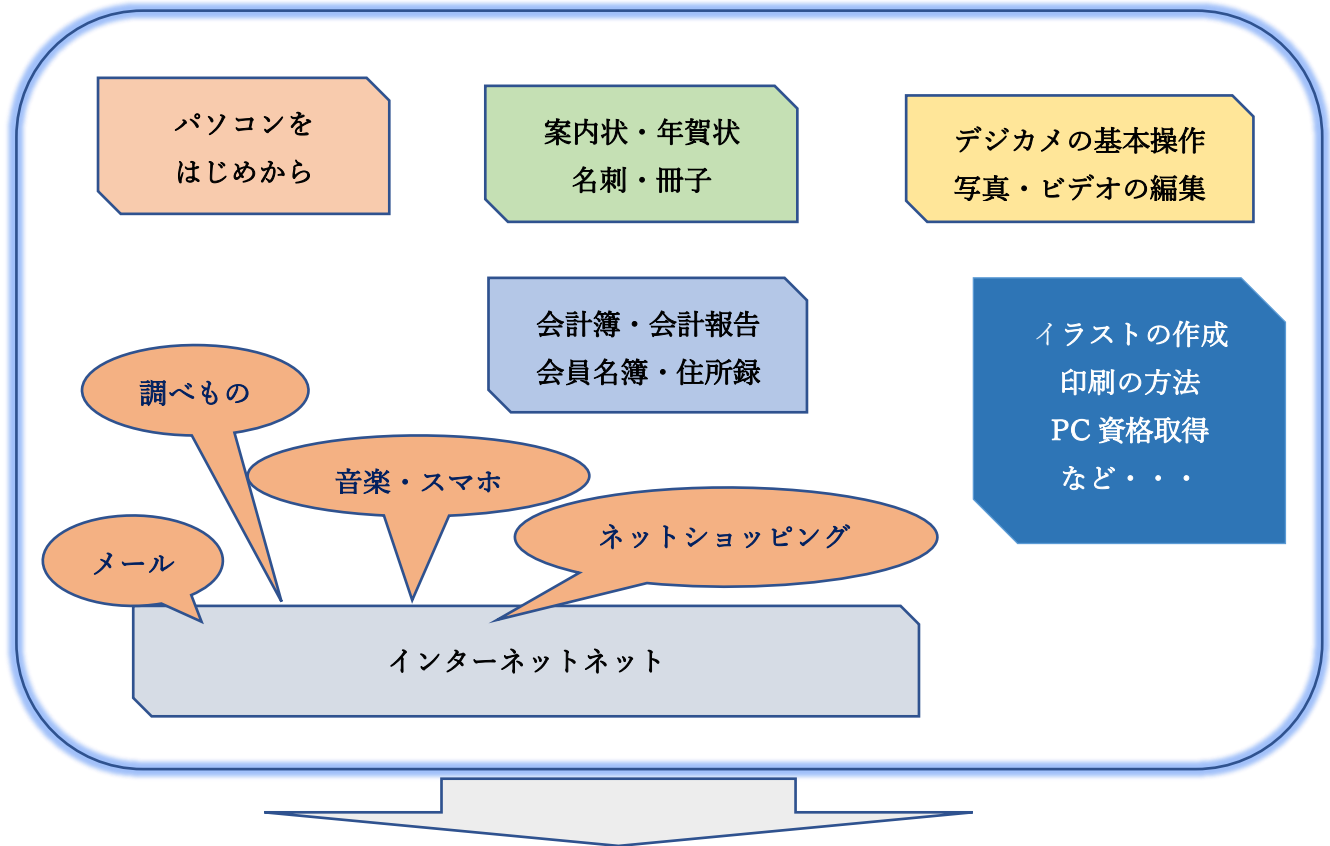 パソコンを
はじめから
案内状・年賀状
名刺・冊子
デジカメの基本操作
写真・ビデオの編集
会計簿・会計報告
会員名簿・住所録
イラストの作成
印刷の方法
PC 資格取得
など・・・
調べもの
音楽・スマホ
ネットショッピング
メール
インターネットネット